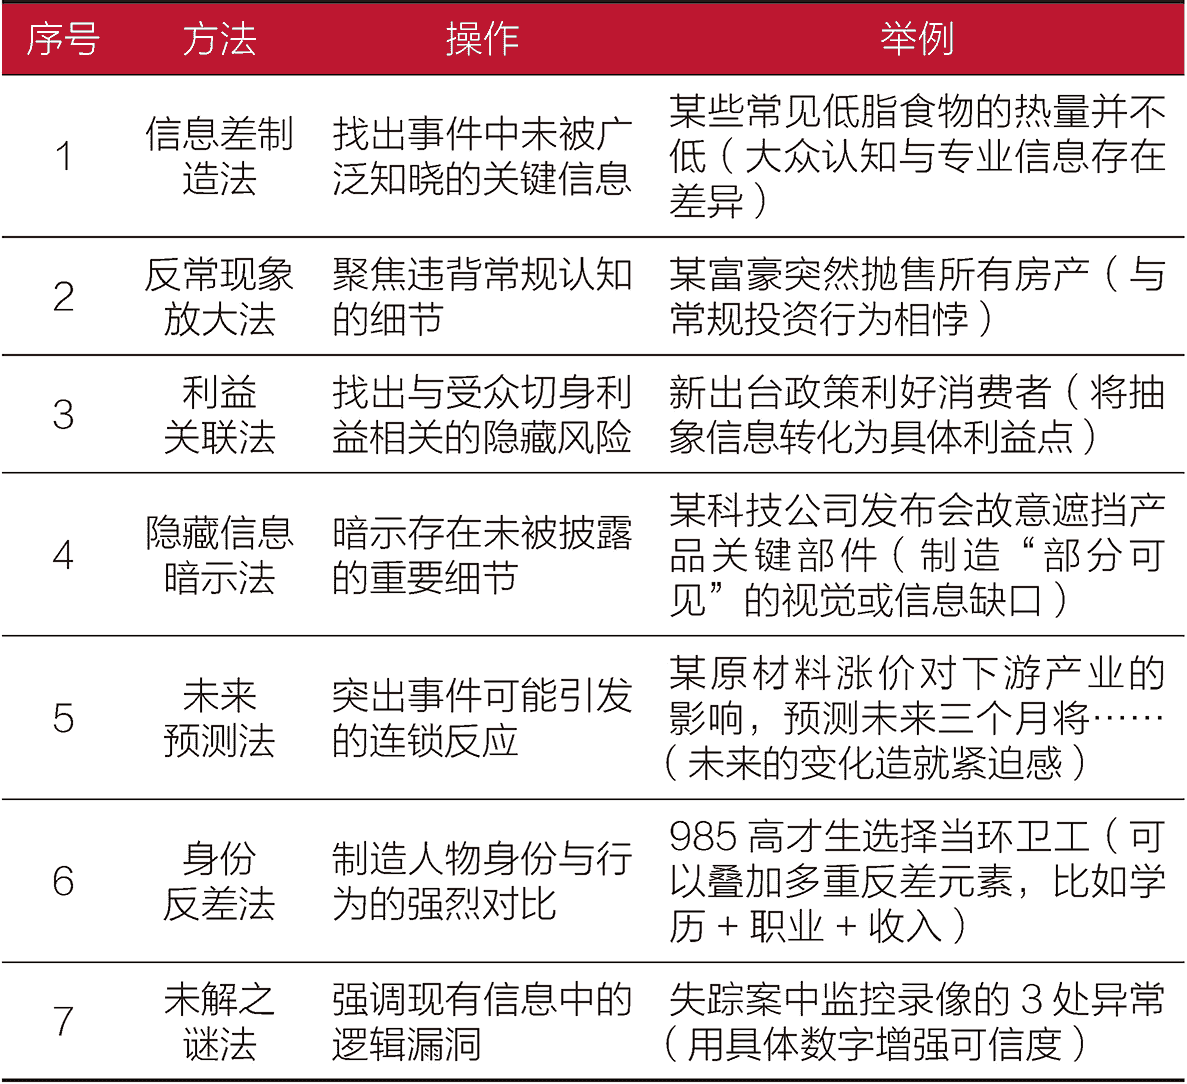 序号 方法 操作 举例
1 信息差制造法 找出事件中未被广泛知晓的关键信息 某些常见低脂食物的热量并不低（大众认知与专业信息存在差异）
2 反常现象放大法 聚焦违背常规认知的细节 某富豪突然抛售所有房产（与常规投资行为相悖）
3 利益关联法 找出与受众切身利益相关的隐藏风险 新出台政策利好消费者（将抽象信息转化为具体利益点）
4 隐藏信息暗示法 暗示存在未被披露的重要细节 某科技公司发布会故意遮挡产品关键部件（制造“部分可见”的视觉或信息缺口）
5 未来预测法 突出事件可能引发的连锁反应 某原材料涨价对下游产业的影响，预测未来三个月将……（未来的变化造就紧迫感）
6 身份反差法 制造人物身份与行为的强烈对比 985高才生选择当环卫工（可以叠加多重反差元素，比如学历+职业+收入）
7 未解之谜法 强调现有信息中的逻辑漏洞 失踪案中监控录像的3处异常（用具体数字增强可信度）